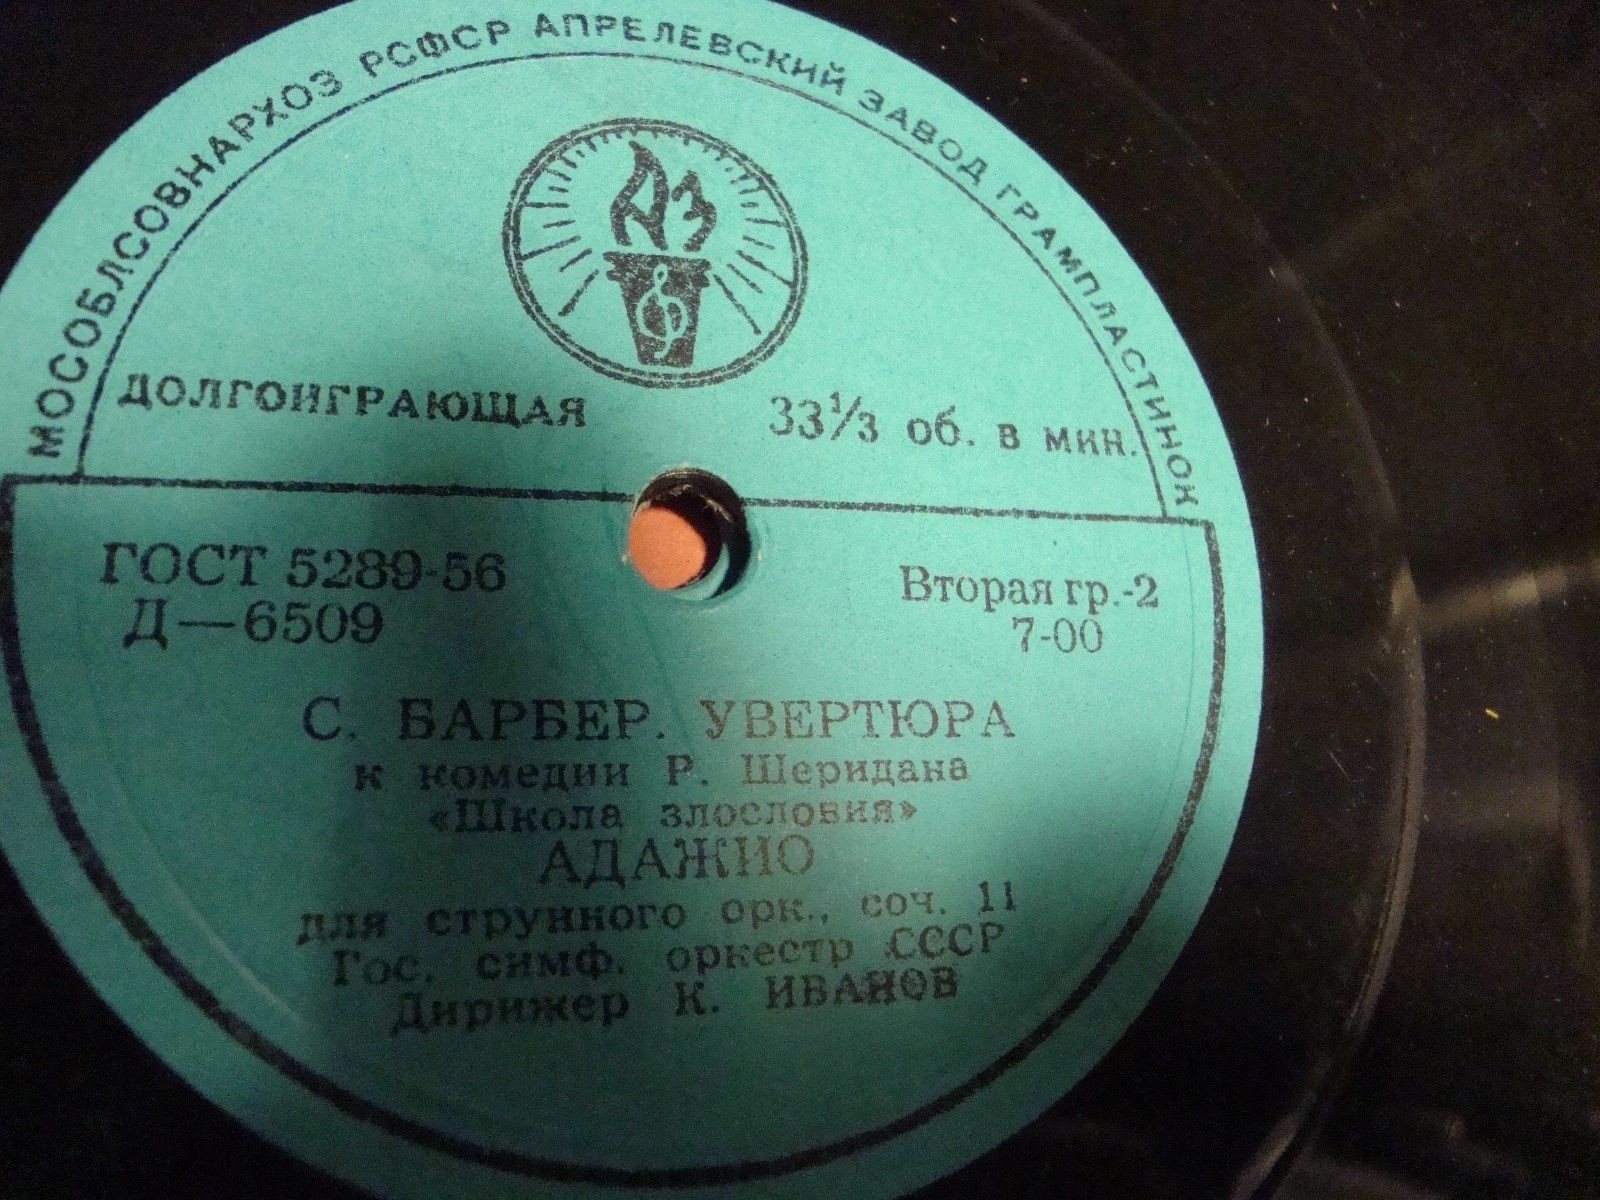 МОСОБЛСОВНАРХОЗ РСФСР АПРЕЛЕВСКИЙ ЗАВОД ГРАМПЛАСТИНОК
АЗ
ДОЛГОИГРАЮЩАЯ 33⅓ об. в мин.
ГОСТ 5289-56 Вторая гр.-2
Д—6509 7-00
С. БАРБЕР. УВЕРТЮРА
к комедии Р. Шеридана
«Школа злословия»
АДАЖИО
для струнного орк., соч. 11
Гос. симф. оркестр СССР
Дирижер К. ИВАНОВ